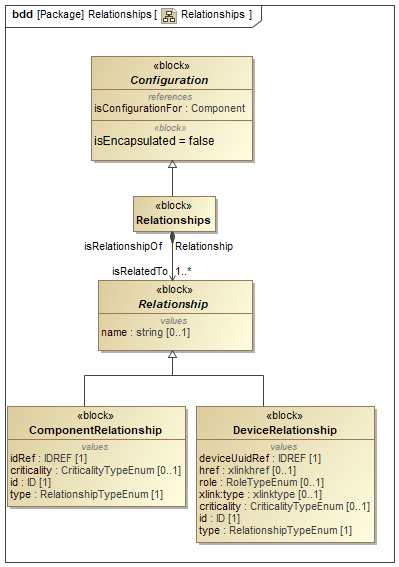 bdd [Package] Relationships [ Relationships ]
«block»
Configuration
references
isConfigurationFor : Component
«block»
isEncapsulated = false
«block»
Relationships
isRelationshipOf Relationship
isRelatedTo 1..*
«block»
Relationship
values
name : string [0..1]
«block»
ComponentRelationship
values
idRef : IDREF [1]
criticality : CriticalityTypeEnum [0..1]
id : ID [1]
type : RelationshipTypeEnum [1]
«block»
DeviceRelationship
values
deviceUuidRef : IDREF [1]
href : xlinkhref [0..1]
role : RoleTypeEnum [0..1]
xlink:type : xlinktype [0..1]
criticality : CriticalityTypeEnum [0..1]
id : ID [1]
type : RelationshipTypeEnum [1]